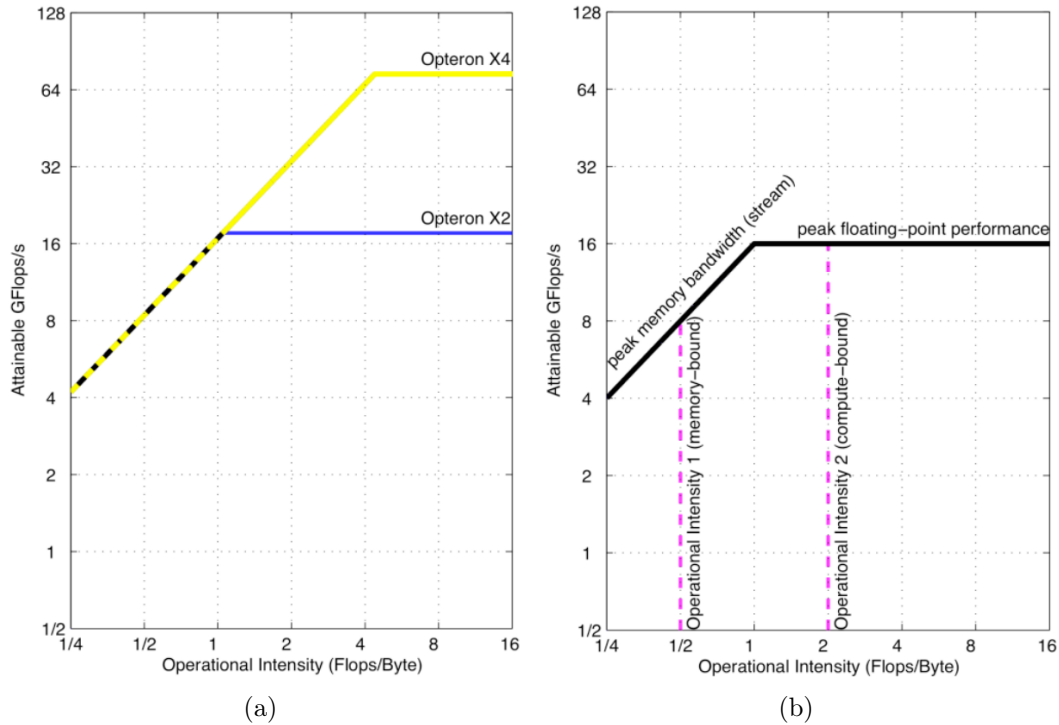 128
64
32
16
8
4
2
1
1/2
Attainable GFlops/s
Opteron X4
Opteron X2
1/4 1/2 1 2 4 8 16
Operational Intensity (Flops/Byte)
(a)
128
64
32
16
8
4
2
1
1/2
Attainable GFlops/s
peak memory bandwidth (stream)
peak floating-point performance
Operational Intensity 1 (memory-bound)
Operational Intensity 2 (compute-bound)
1/4 1/2 1 2 4 8 16
Operational Intensity (Flops/Byte)
(b)